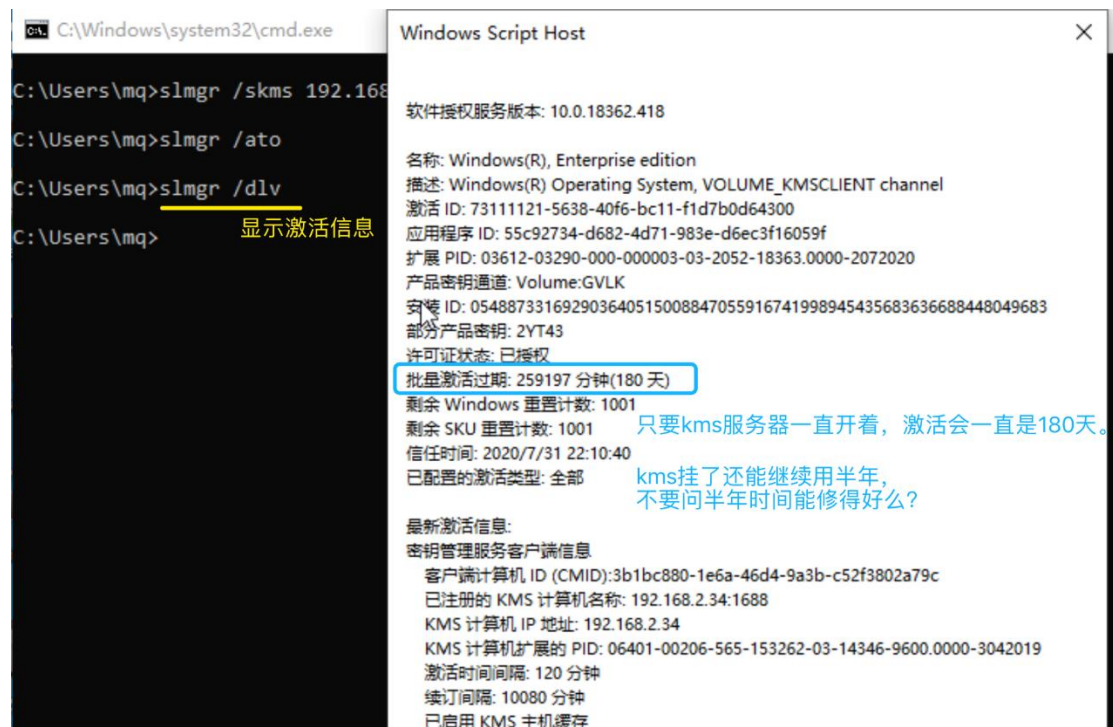 C:\Windows\system32\cmd.exe
C:\Users\mq>slmgr /skms 192.168
C:\Users\mq>slmgr /ato
C:\Users\mq>slmgr /dlv
显示激活信息
C:\Users\mq>
Windows Script Host
软件授权服务版本: 10.0.18362.418
名称: Windows(R), Enterprise edition
描述: Windows(R) Operating System, VOLUME_KMSCLIENT channel
激活 ID: 73111121-5638-40f6-bc11-f1d7b0d64300
应用程序 ID: 55c92734-d682-4d71-983e-d6ec3f16059f
扩展 PID: 03612-03290-000-000003-03-2052-18363.0000-2072020
产品密钥通道: Volume:GVLK
安装 ID: 054887331692903640515008847055916741998945435683636688448049683
部分产品密钥: 2YT43
许可证状态: 已授权
批量激活过期: 259197 分钟(180 天)
剩余 Windows 重置计数: 1001
剩余 SKU 重置计数: 1001
只要kms服务器一直开着，激活会一直是180天。
信任时间: 2020/7/31 22:10:40
已配置的激活类型: 全部
kms挂了还能继续用半年，
不要问半年时间能修得好么？
最新激活信息:
密钥管理服务客户端信息
客户端计算机 ID (CMID):3b1bc880-1e6a-46d4-9a3b-c52f3802a79c
已注册的 KMS 计算机名称: 192.168.2.34:1688
KMS 计算机 IP 地址: 192.168.2.34
KMS 计算机扩展的 PID: 06401-00206-565-153262-03-14346-9600.0000-3042019
激活时间间隔: 120 分钟
续订间隔: 10080 分钟
已启用 KMS 主机缓存